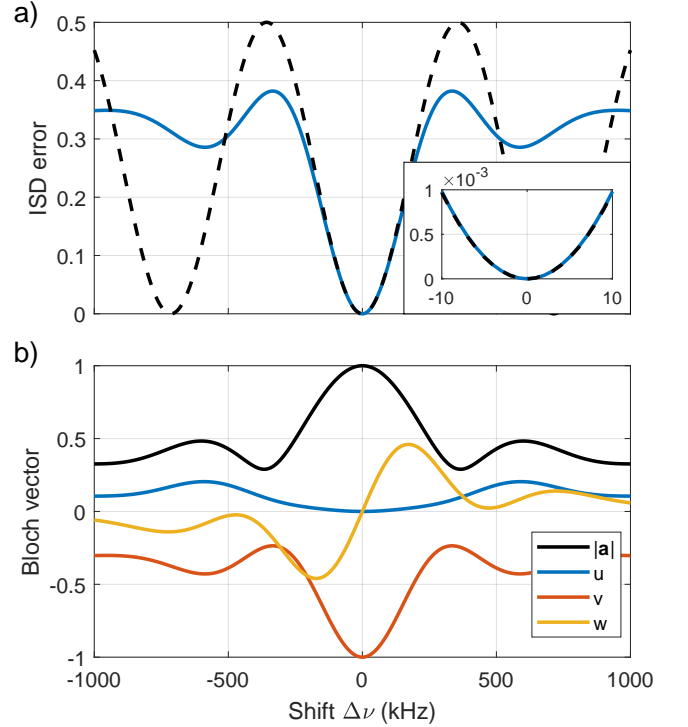 a)
0.5
0.4
0.3
0.2
0.1
0
ISD error
×10⁻³
1
0.5
0
-10
0
10
b)
1
0.5
0
-0.5
-1
Bloch vector
|a|
u
v
w
-1000
-500
0
500
1000
Shift Δν (kHz)